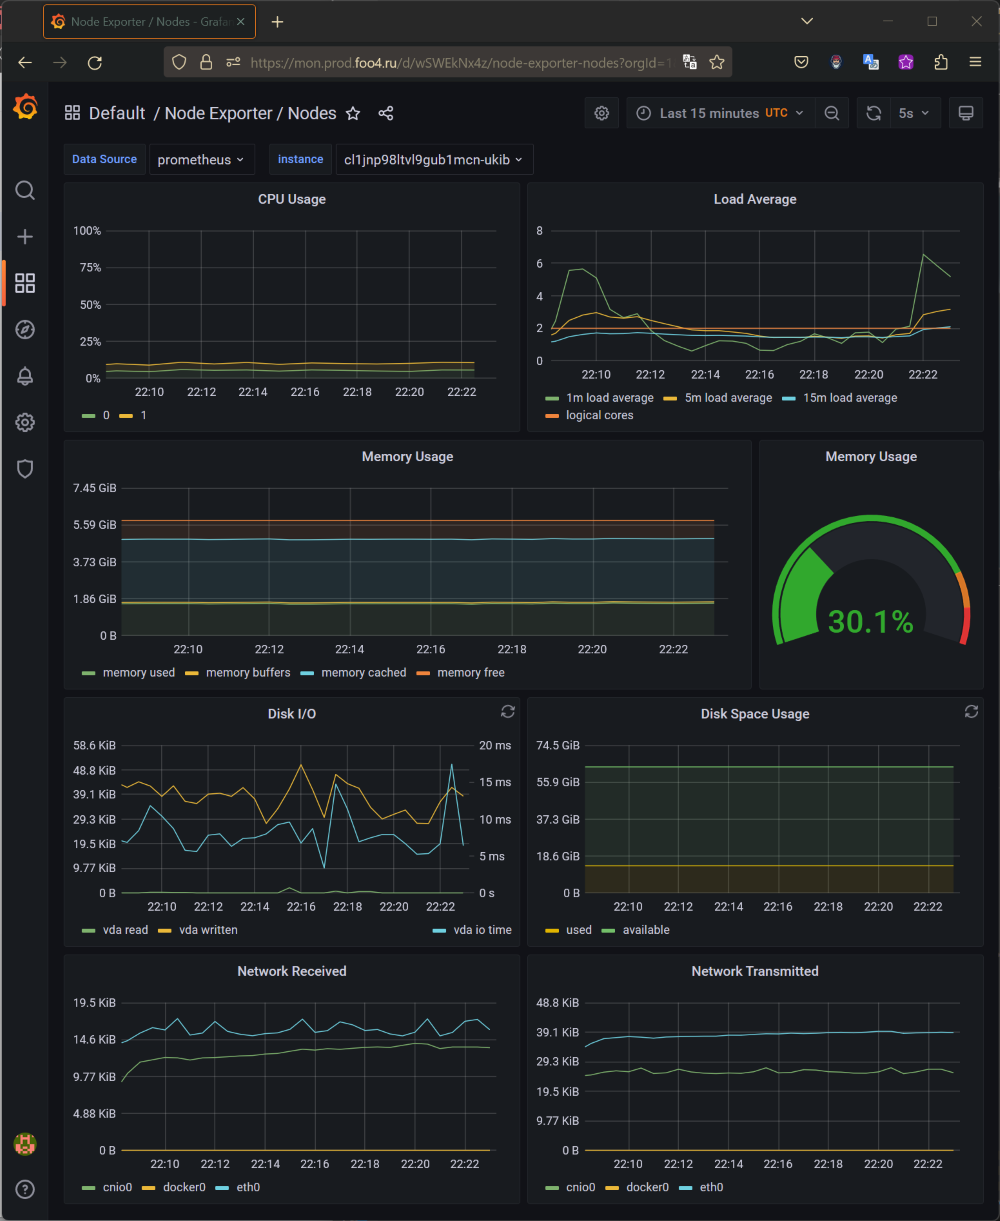 Node Exporter / Nodes - Grafan
https://mon.prod.foo4.ru/d/wSWEkNx4z/node-exporter-nodes?orgId=1
Default / Node Exporter / Nodes
Last 15 minutes UTC
5s
Data Source prometheus instance cl1jnp98ltvl9gub1mcn-ukib
CPU Usage
100%
75%
50%
25%
0%
22:10 22:12 22:14 22:16 22:18 22:20 22:22
0 1
Load Average
8
6
4
2
0
22:10 22:12 22:14 22:16 22:18 22:20 22:22
1m load average 5m load average 15m load average
logical cores
Memory Usage
7.45 GiB
5.59 GiB
3.73 GiB
1.86 GiB
0 B
22:10 22:12 22:14 22:16 22:18 22:20 22:22
memory used memory buffers memory cached memory free
Memory Usage
30.1%
Disk I/O
58.6 KiB 20 ms
48.8 KiB 15 ms
39.1 KiB
29.3 KiB 10 ms
19.5 KiB 5 ms
9.77 KiB
0 B 0 s
22:10 22:12 22:14 22:16 22:18 22:20 22:22
vda read vda written vda io time
Disk Space Usage
74.5 GiB
55.9 GiB
37.3 GiB
18.6 GiB
0 B
22:10 22:12 22:14 22:16 22:18 22:20 22:22
used available
Network Received
19.5 KiB
14.6 KiB
9.77 KiB
4.88 KiB
0 B
22:10 22:12 22:14 22:16 22:18 22:20 22:22
cnio0 docker0 eth0
Network Transmitted
48.8 KiB
39.1 KiB
29.3 KiB
19.5 KiB
9.77 KiB
0 B
22:10 22:12 22:14 22:16 22:18 22:20 22:22
cnio0 docker0 eth0